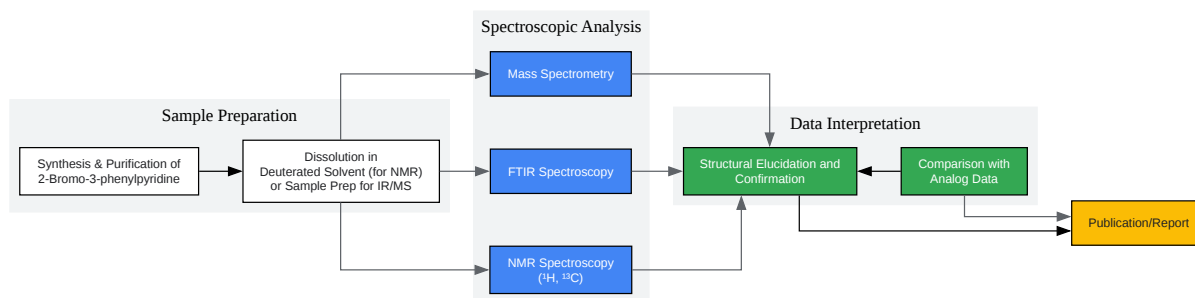 Spectroscopic Analysis
Mass Spectrometry
Sample Preparation
Data Interpretation
Synthesis & Purification of
2-Bromo-3-phenylpyridine
Dissolution in
Deuterated Solvent (for NMR)
or Sample Prep for IR/MS
FTIR Spectroscopy
Structural Elucidation and
Confirmation
Comparison with
Analog Data
Publication/Report
NMR Spectroscopy
(¹H, ¹³C)